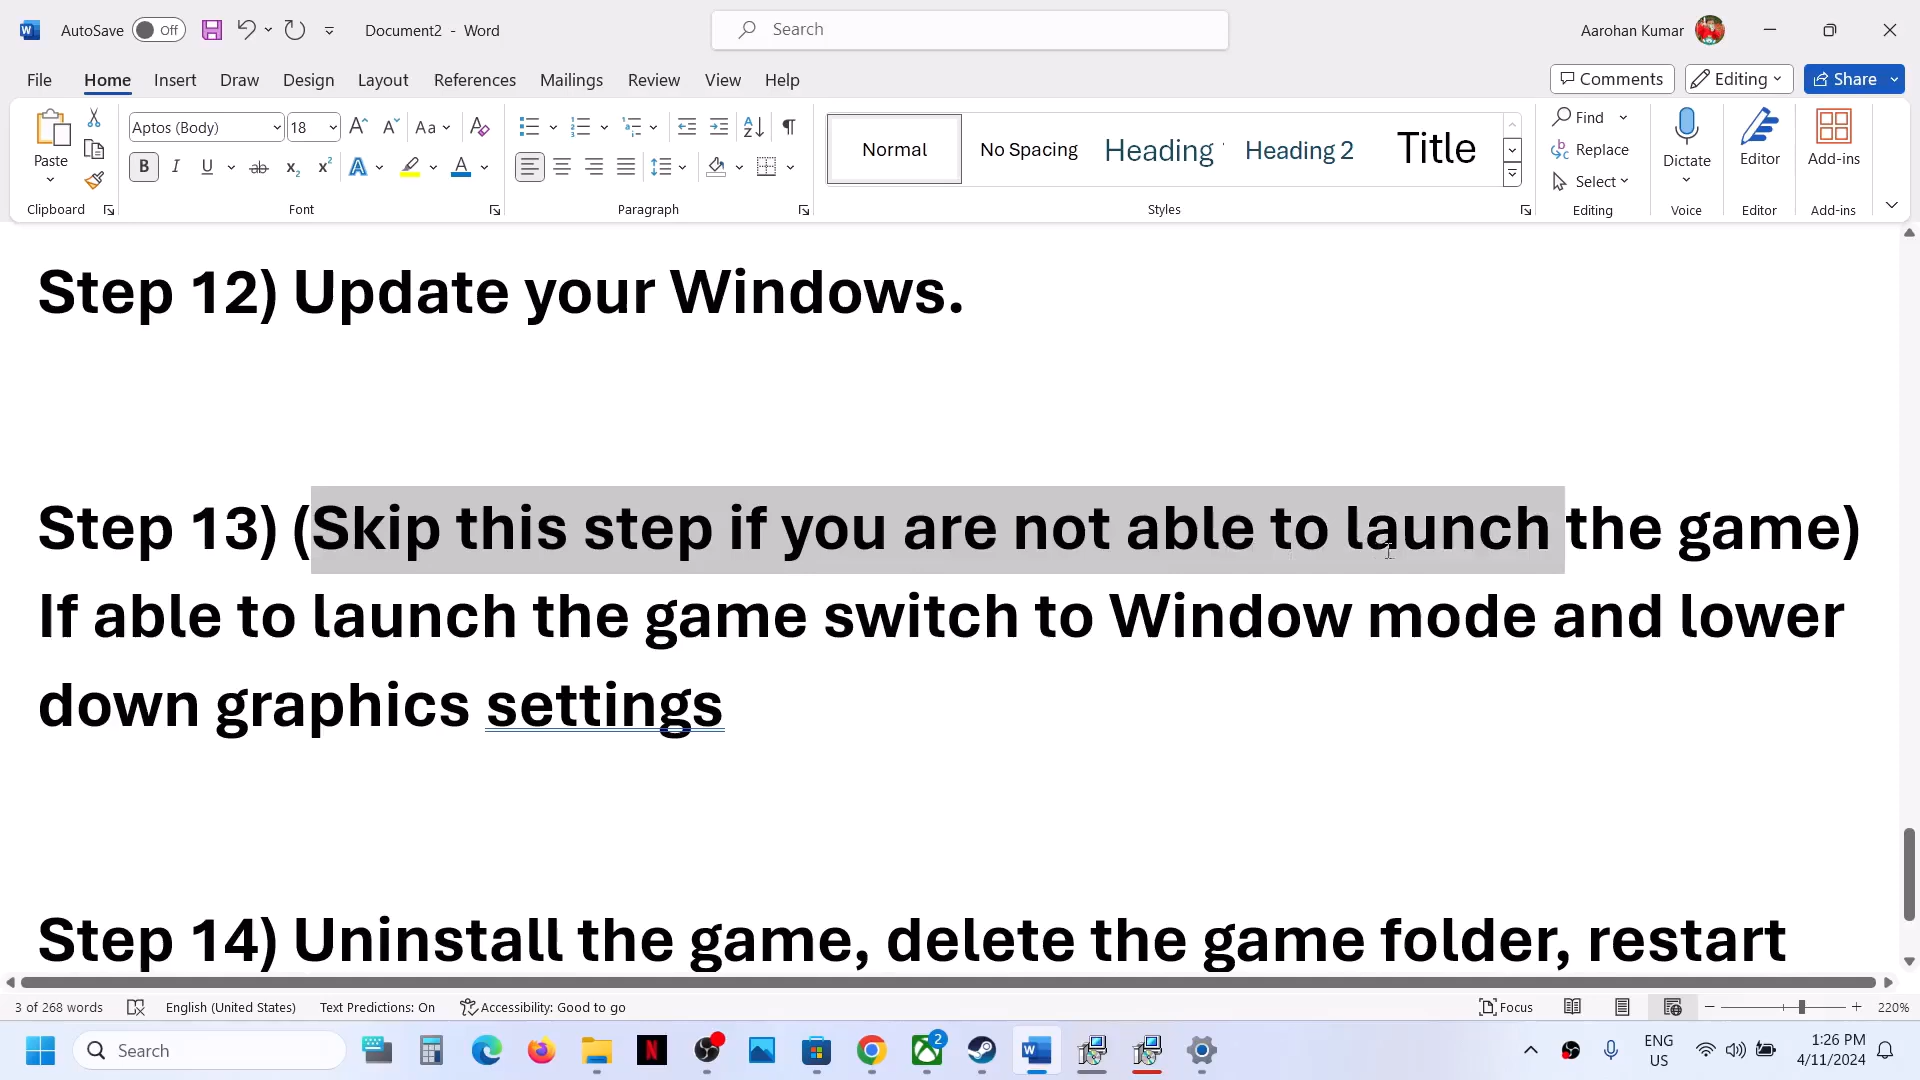 AutoSave Off Document2 - Word Search Aarohan Kumar
File Home Insert Draw Design Layout References Mailings Review View Help Comments Editing Share
Paste Aptos (Body) 18 Aa Normal No Spacing Heading Heading 2 Title Find Replace Select Dictate Editor Add-ins
Clipboard Font Paragraph Styles Editing Voice Editor Add-ins
Step 12) Update your Windows.
Step 13) (Skip this step if you are not able to launch the game)
If able to launch the game switch to Window mode and lower
down graphics settings
Step 14) Uninstall the game, delete the game folder, restart
3 of 268 words English (United States) Text Predictions: On Accessibility: Good to go Focus 220%
Search 2 ENG 1:26 PM
US 4/11/2024